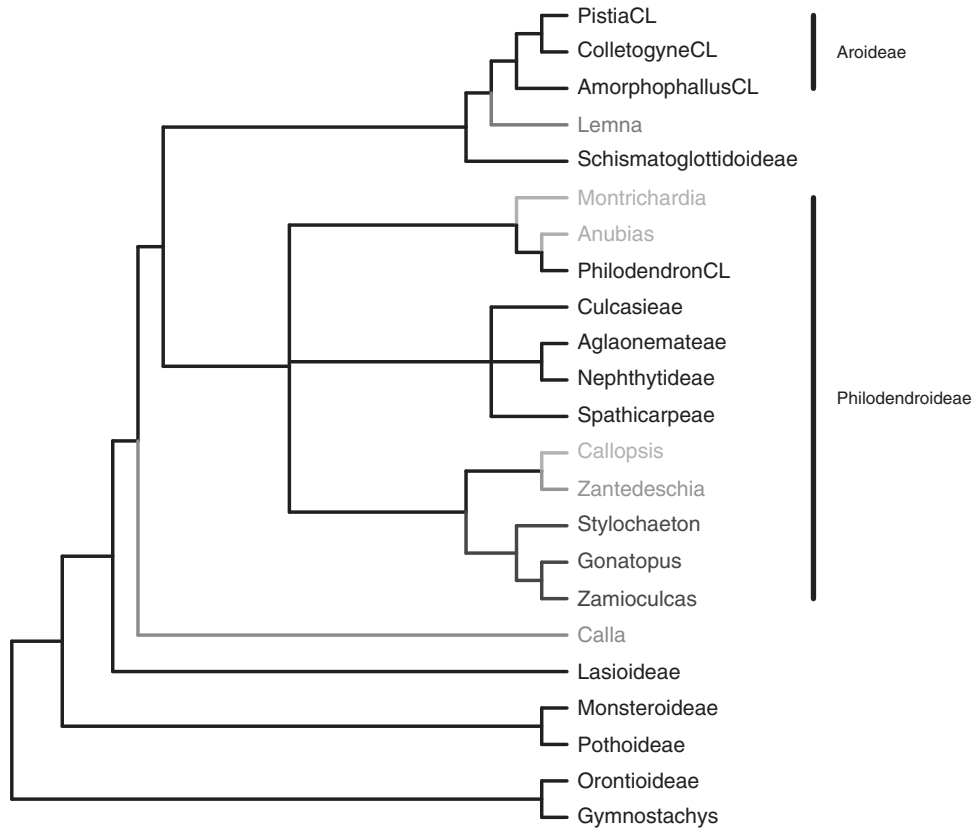 PistiaCL
ColletogyneCL
Aroideae
AmorphophallusCL
Lemna
Schismatoglottidoideae
Montrichardia
Anubias
PhilodendronCL
Culcasieae
Aglaonemateae
Nephthytideae
Philodendroideae
Spathicarpeae
Callopsis
Zantedeschia
Stylochaeton
Gonatopus
Zamioculcas
Calla
Lasioideae
Monsteroideae
Pothoideae
Orontioideae
Gymnostachys